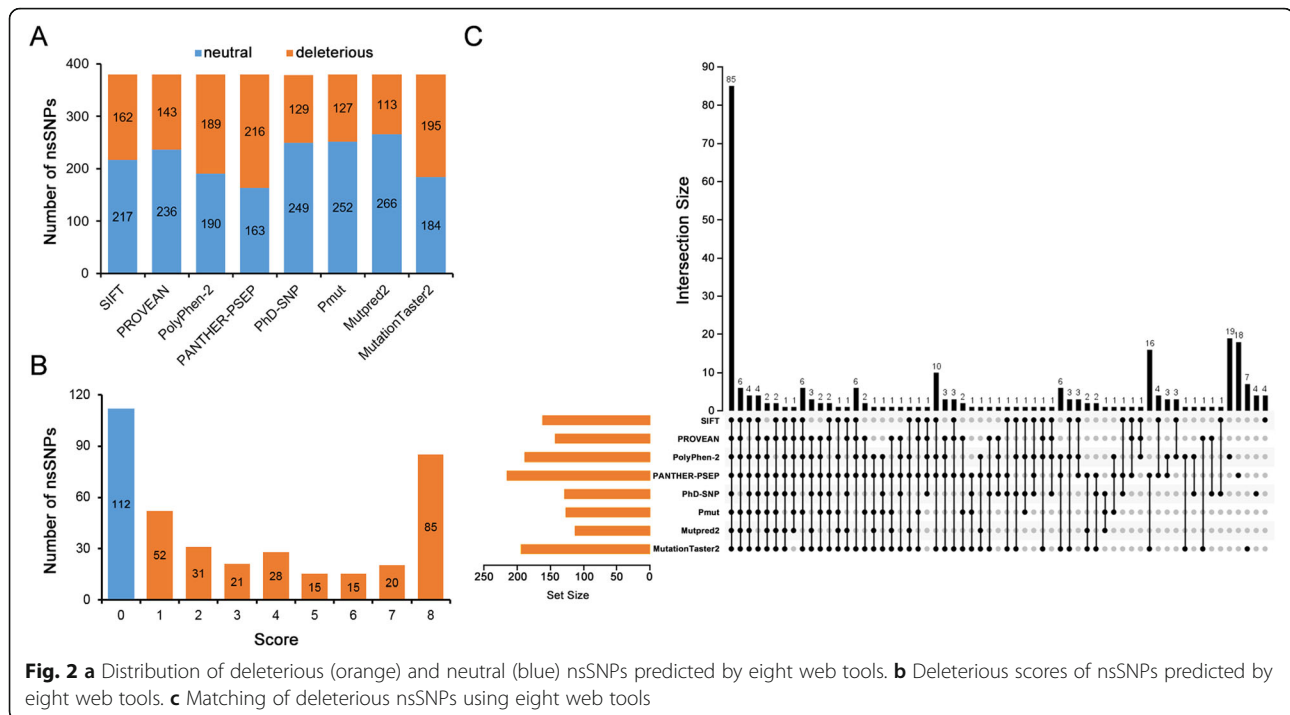 A
neutral deleterious
Number of nsSNPs
400
300
200
100
0
162 143 189 216 129 127 113 195
217 236 190 163 249 252 266 184
SIFT PROVEAN PolyPhen-2 PANTHER-PSEP PhD-SNP Pmut Mutpred2 MutationTaster2
B
Number of nsSNPs
120
90
60
30
0
112 52 31 21 28 15 15 20 85
0 1 2 3 4 5 6 7 8
Score
C
Intersection Size
90
80
70
60
50
40
30
20
10
0
85
SIFT
PROVEAN
PolyPhen-2
PANTHER-PSEP
PhD-SNP
Pmut
Mutpred2
MutationTaster2
250 200 150 100 50 0
Set Size
Fig. 2 a Distribution of deleterious (orange) and neutral (blue) nsSNPs predicted by eight web tools. b Deleterious scores of nsSNPs predicted by
eight web tools. c Matching of deleterious nsSNPs using eight web tools